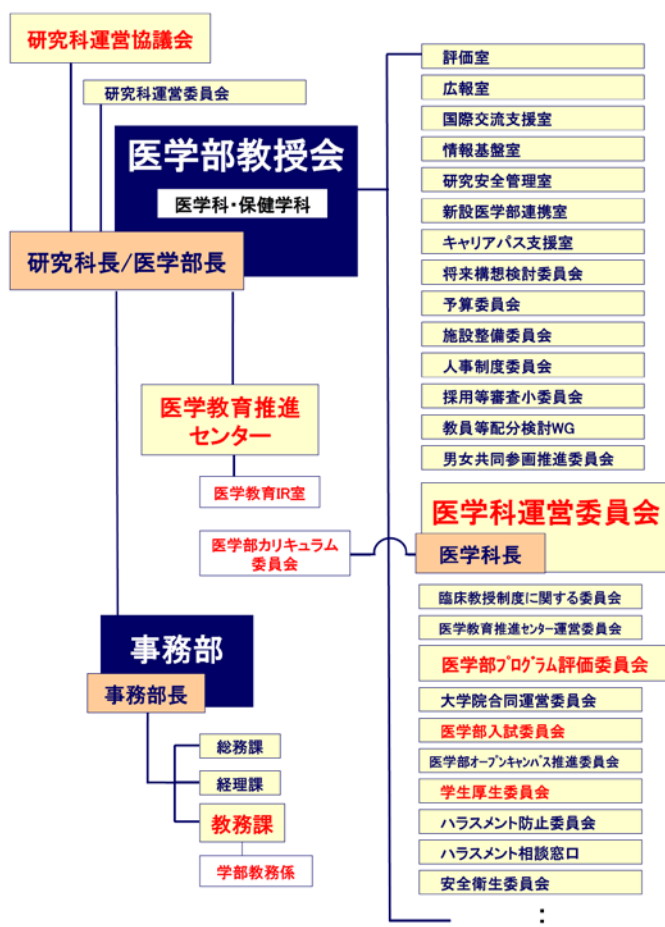 研究科運営協議会
研究科運営委員会
医学部教授会
医学科・保健学科
研究科長/医学部長
医学教育推進
センター
医学教育IR室
医学部カリキュラム
委員会
事務部
事務部長
総務課
経理課
教務課
学部教務係
評価室
広報室
国際交流支援室
情報基盤室
研究安全管理室
新設医学部連携室
キャリアパス支援室
将来構想検討委員会
予算委員会
施設整備委員会
人事制度委員会
採用等審査小委員会
教員等配分検討WG
男女共同参画推進委員会
医学科運営委員会
医学科長
臨床教授制度に関する委員会
医学教育推進ｾﾝﾀｰ運営委員会
医学部ﾌﾟﾛｸﾞﾗﾑ評価委員会
大学院合同運営委員会
医学部入試委員会
医学部ｵｰﾌﾟﾝｷｬﾝﾊﾟｽ推進委員会
学生厚生委員会
ハラスメント防止委員会
ハラスメント相談窓口
安全衛生委員会
：